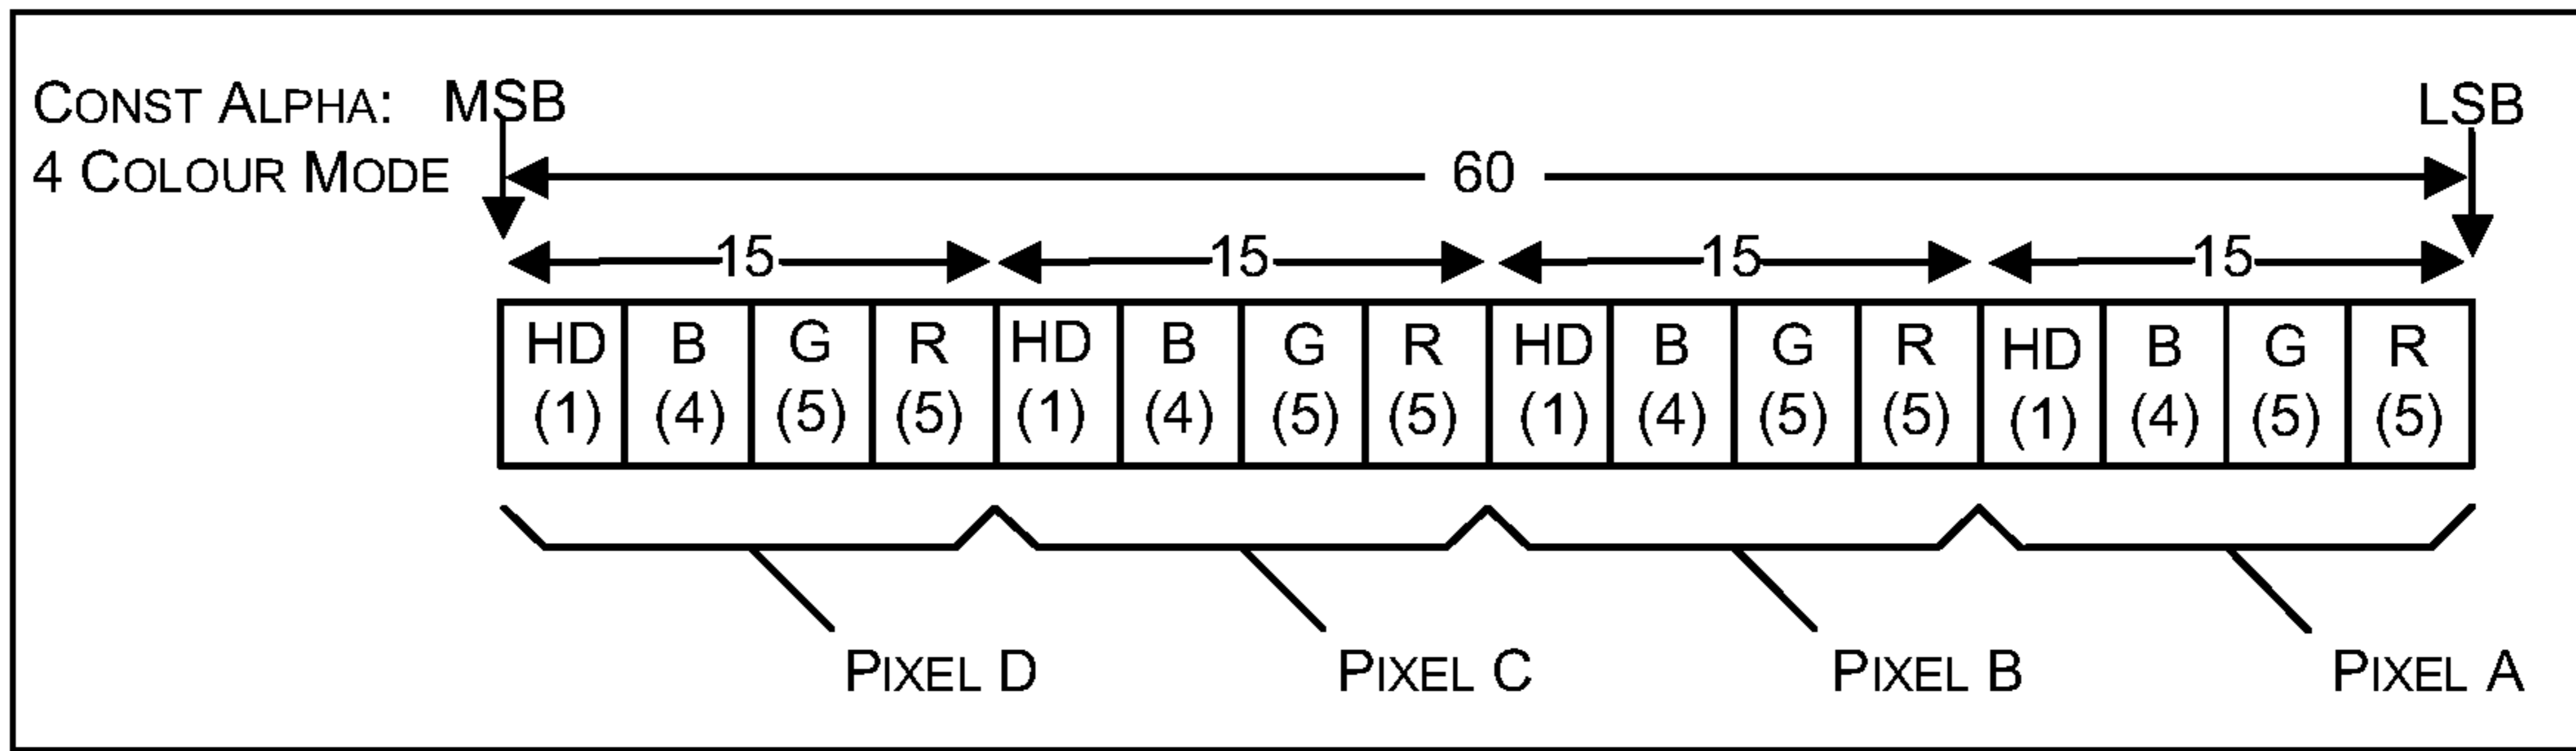 CONST ALPHA: MSB LSB
4 COLOUR MODE 60
15 15 15 15
HD B G R HD B G R HD B G R HD B G R
(1) (4) (5) (5) (1) (4) (5) (5) (1) (4) (5) (5) (1) (4) (5) (5)
PIXEL D PIXEL C PIXEL B PIXEL A